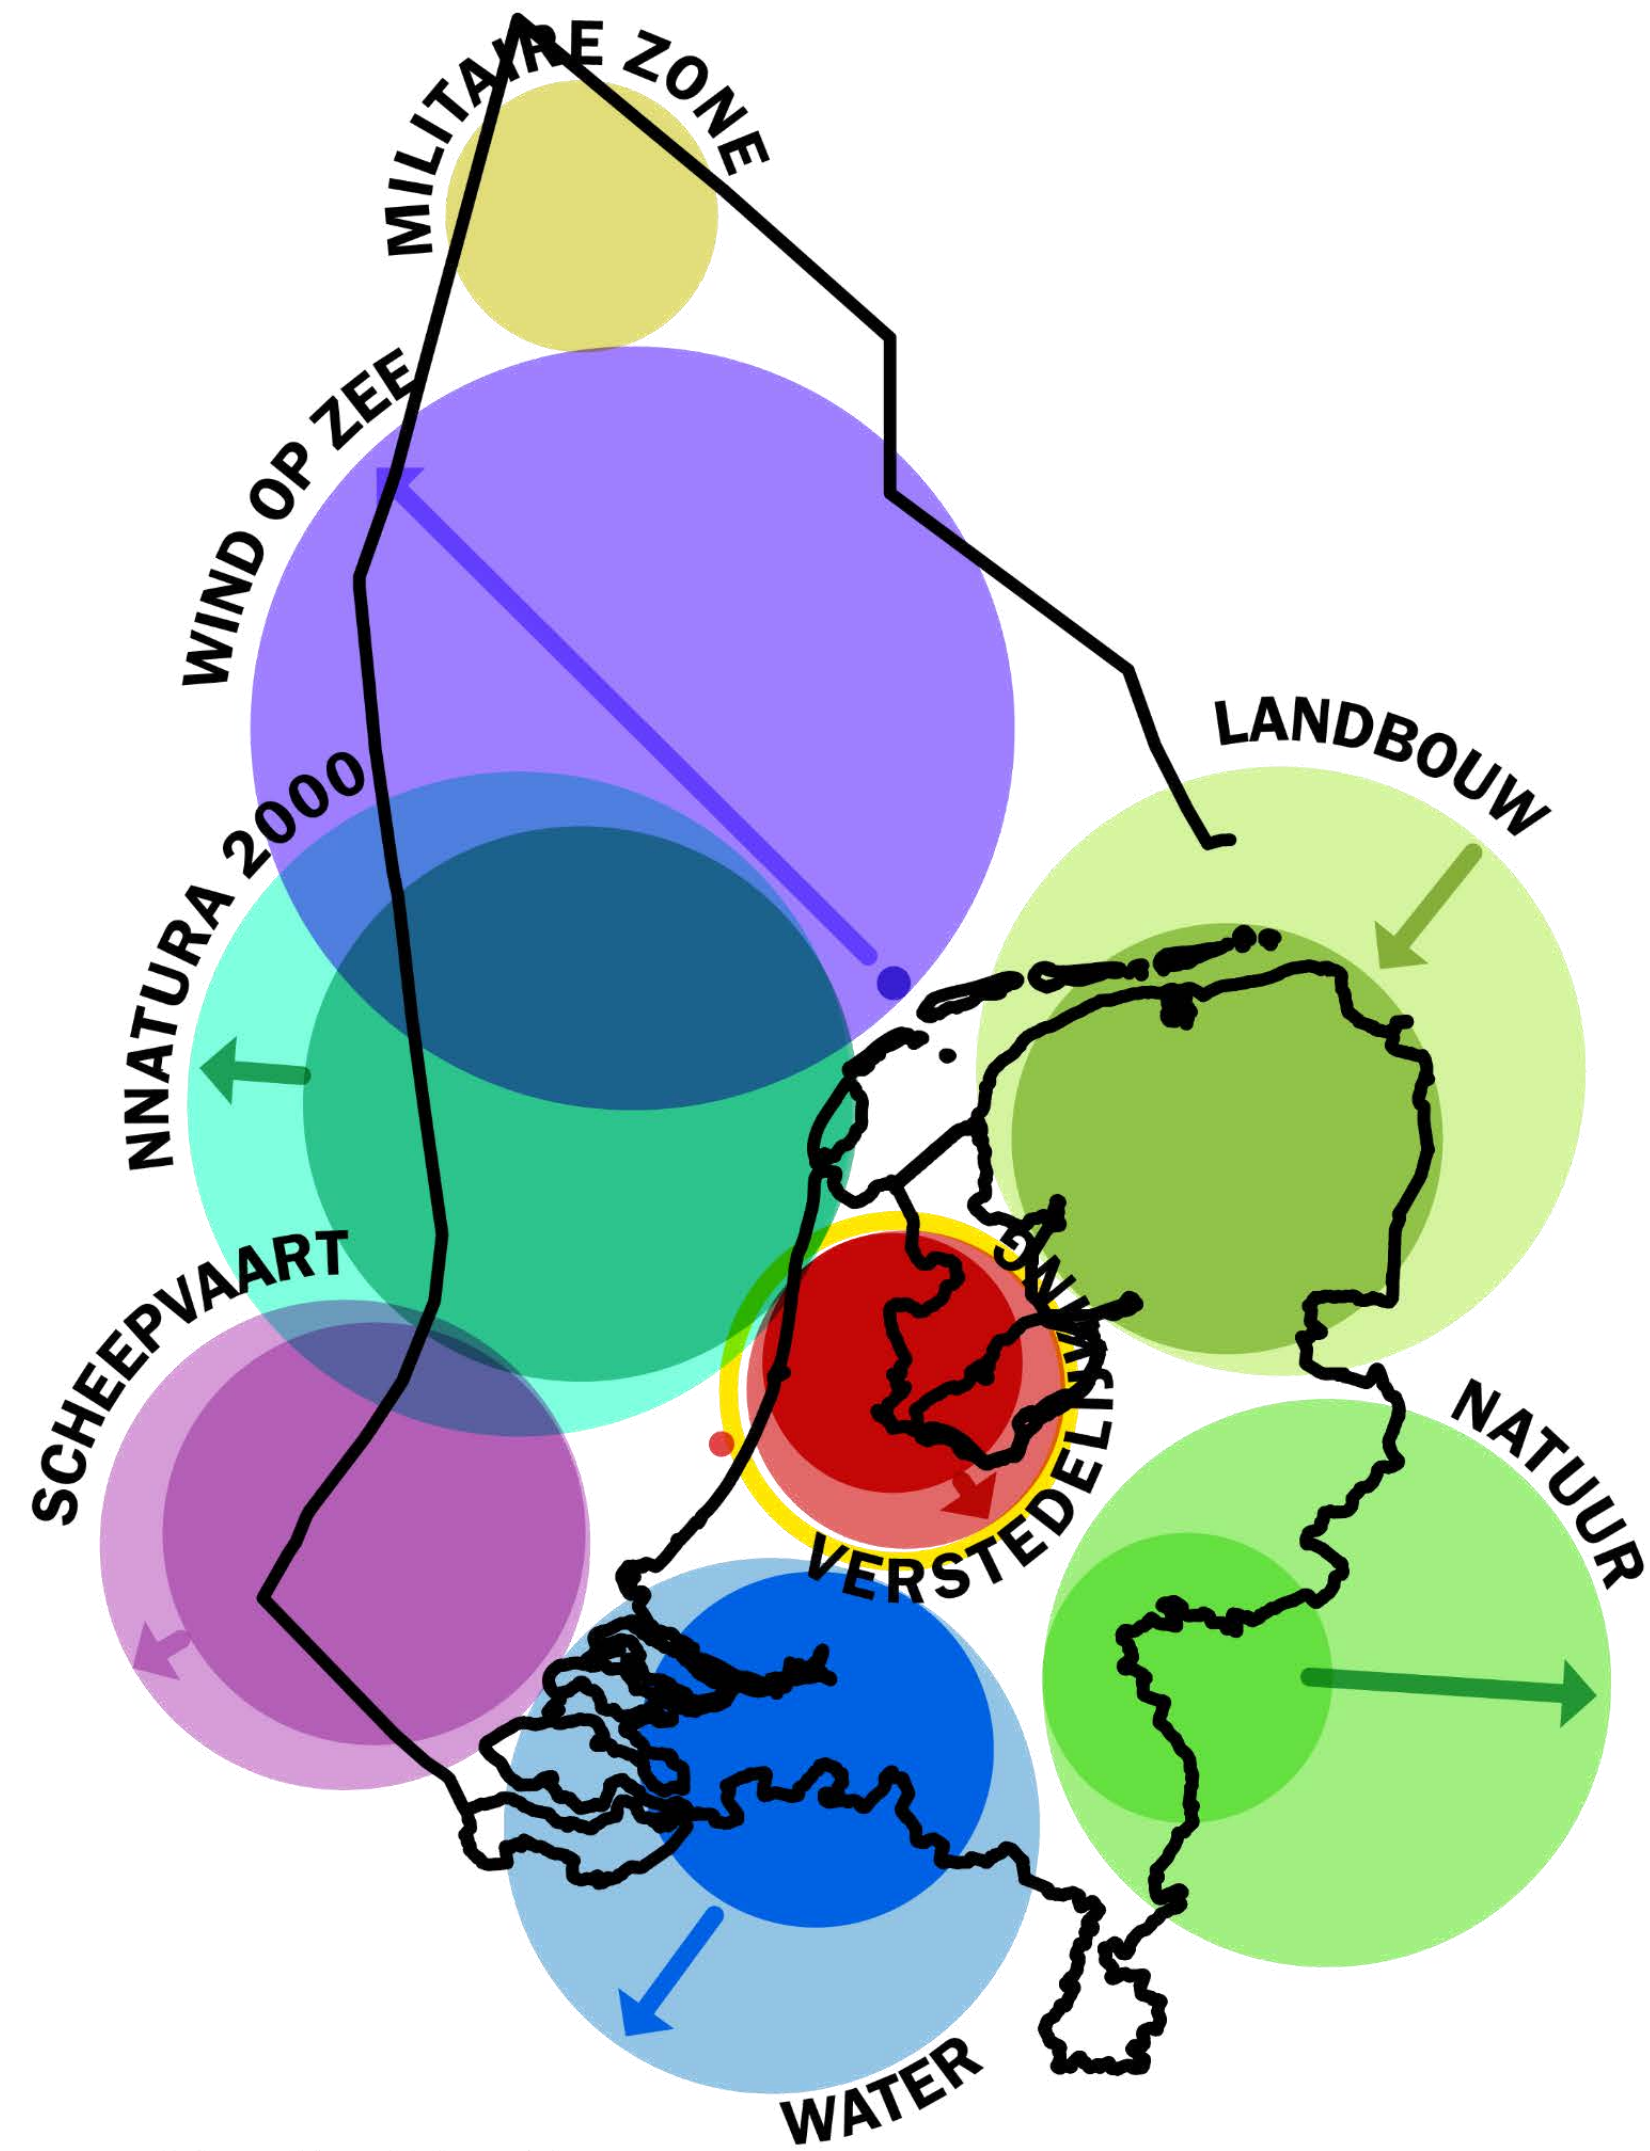 MILITAIRE ZONE
WIND OP ZEE
LANDBOUW
NNATURA 2000
SCHEEPVAART
VERSTEDELIJKING
NATUUR
WATER